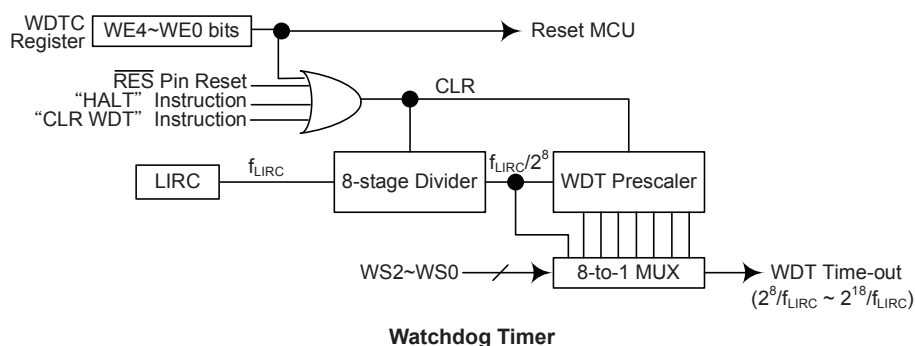 WDTC
Register
WE4~WE0 bits
Reset MCU
RES Pin Reset
“HALT” Instruction
“CLR WDT” Instruction
CLR
LIRC
fLIRC
8-stage Divider
fLIRC/2⁸
WDT Prescaler
WS2~WS0
8-to-1 MUX
WDT Time-out
(2⁸/fLIRC ~ 2¹⁸/fLIRC)
Watchdog Timer